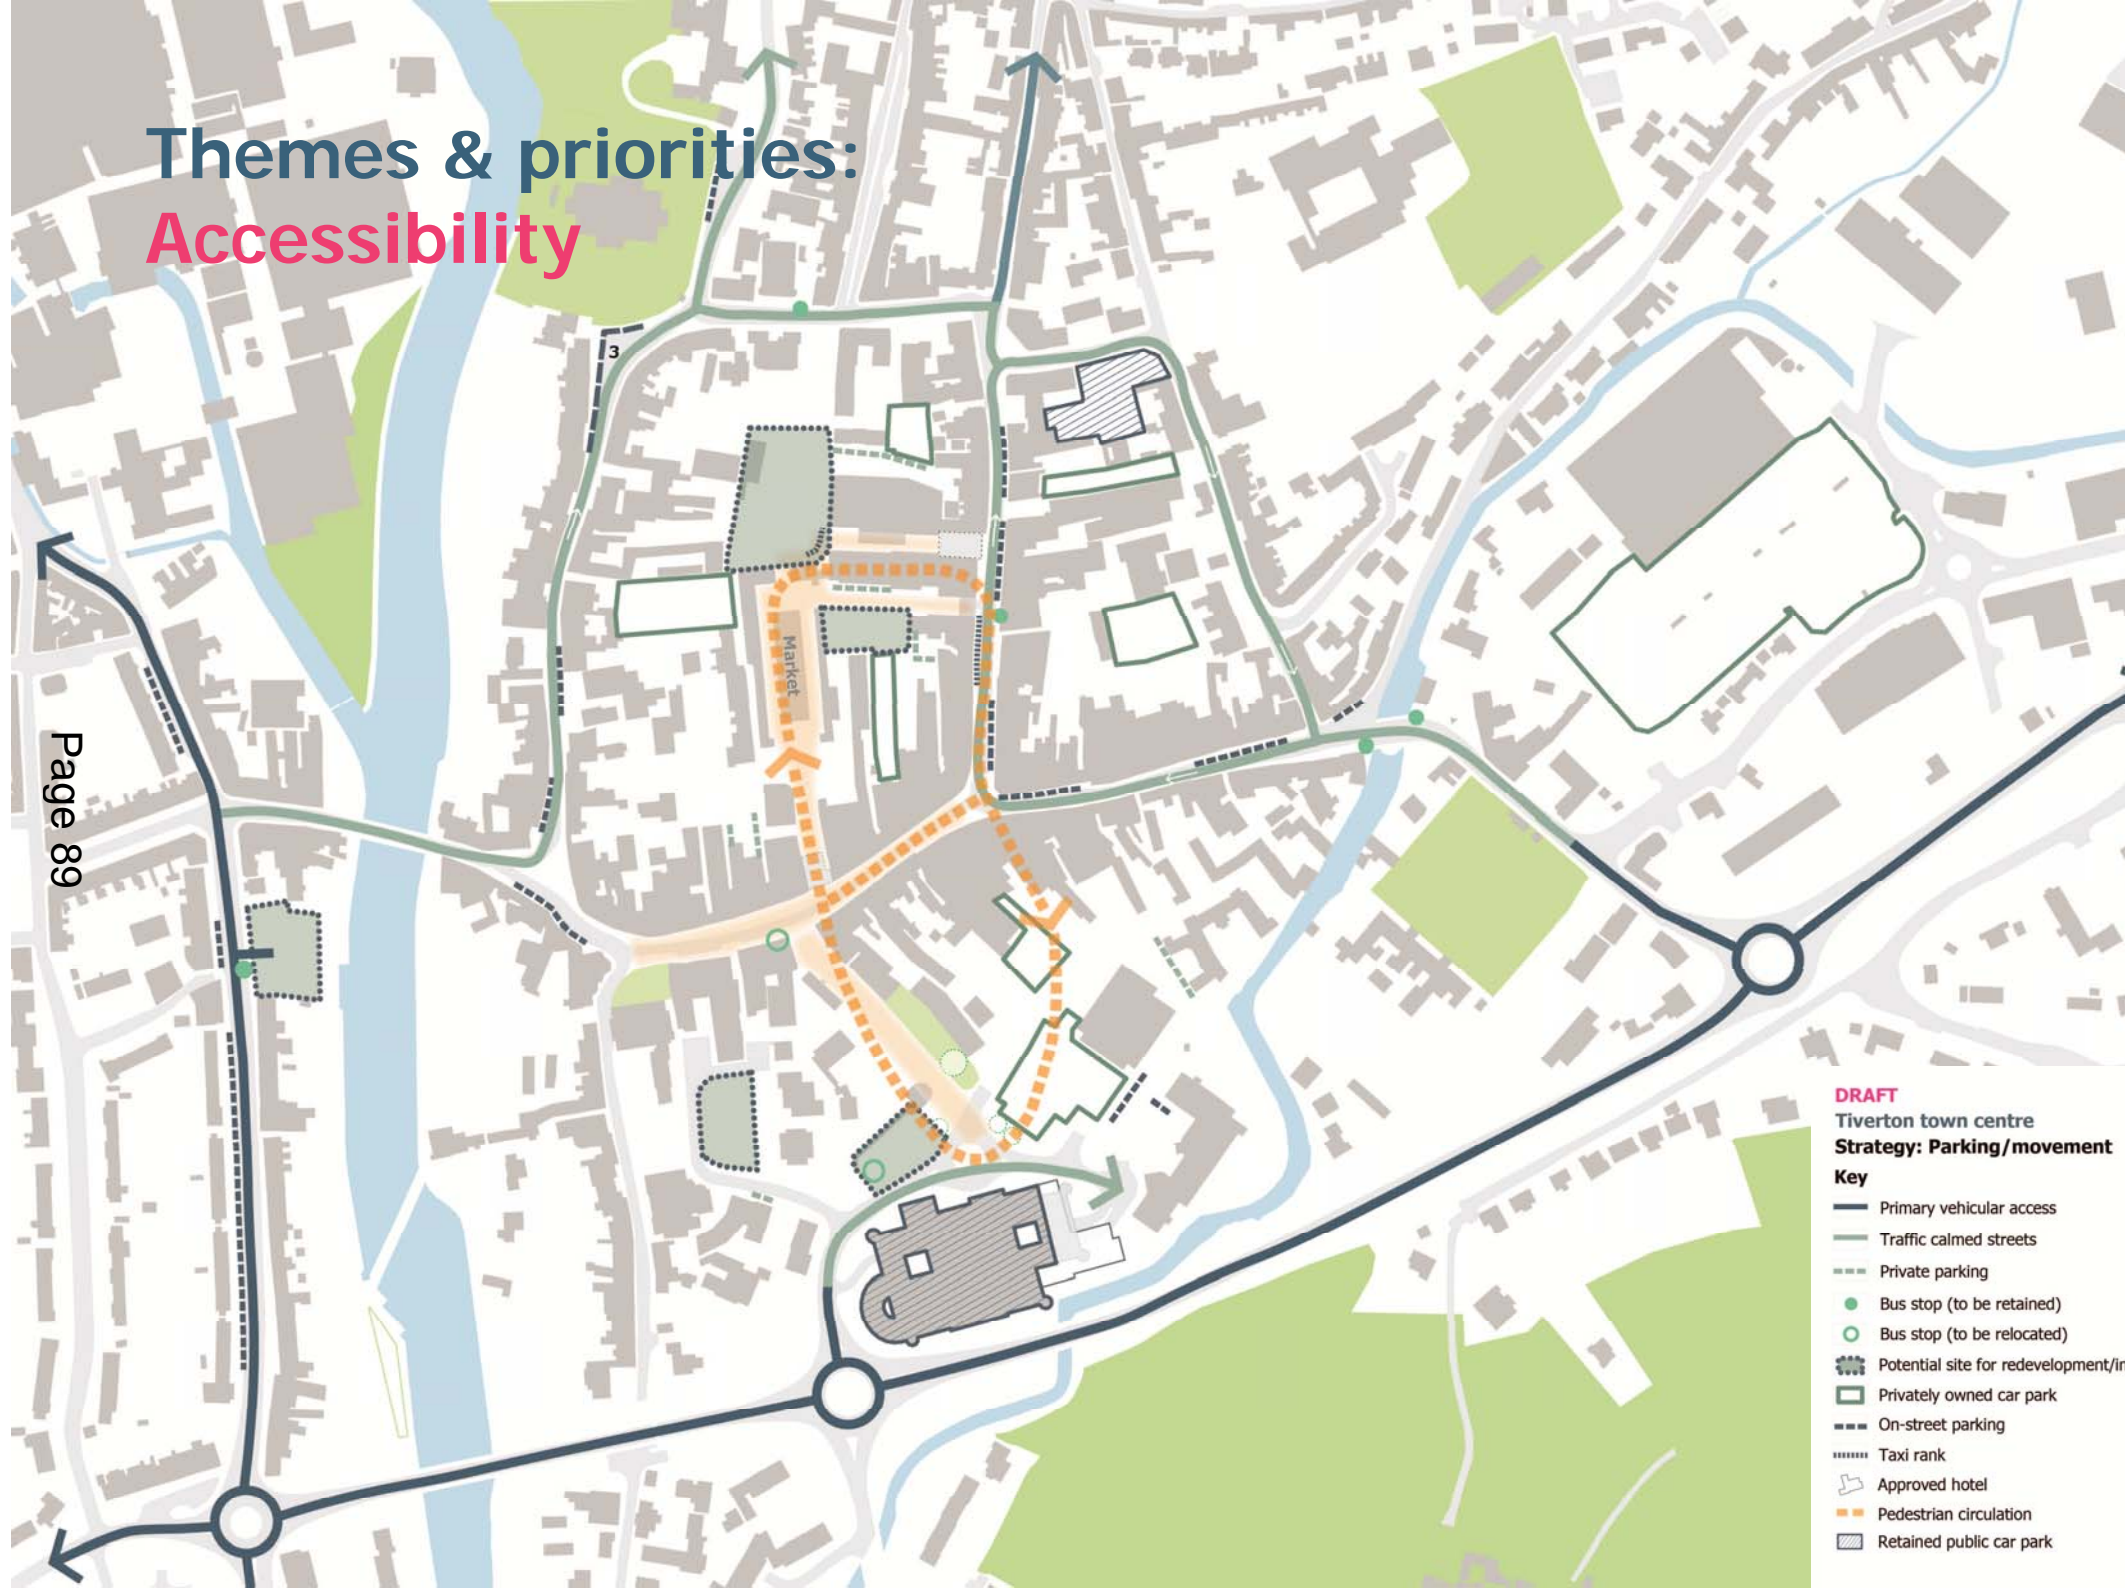 Themes & priorities:
Accessibility
3
Market
Page 89
DRAFT
Tiverton town centre
Strategy: Parking/movement
Key
Primary vehicular access
Traffic calmed streets
Private parking
Bus stop (to be retained)
Bus stop (to be relocated)
Potential site for redevelopment/
Privately owned car park
On-street parking
Taxi rank
Approved hotel
Pedestrian circulation
Retained public car park